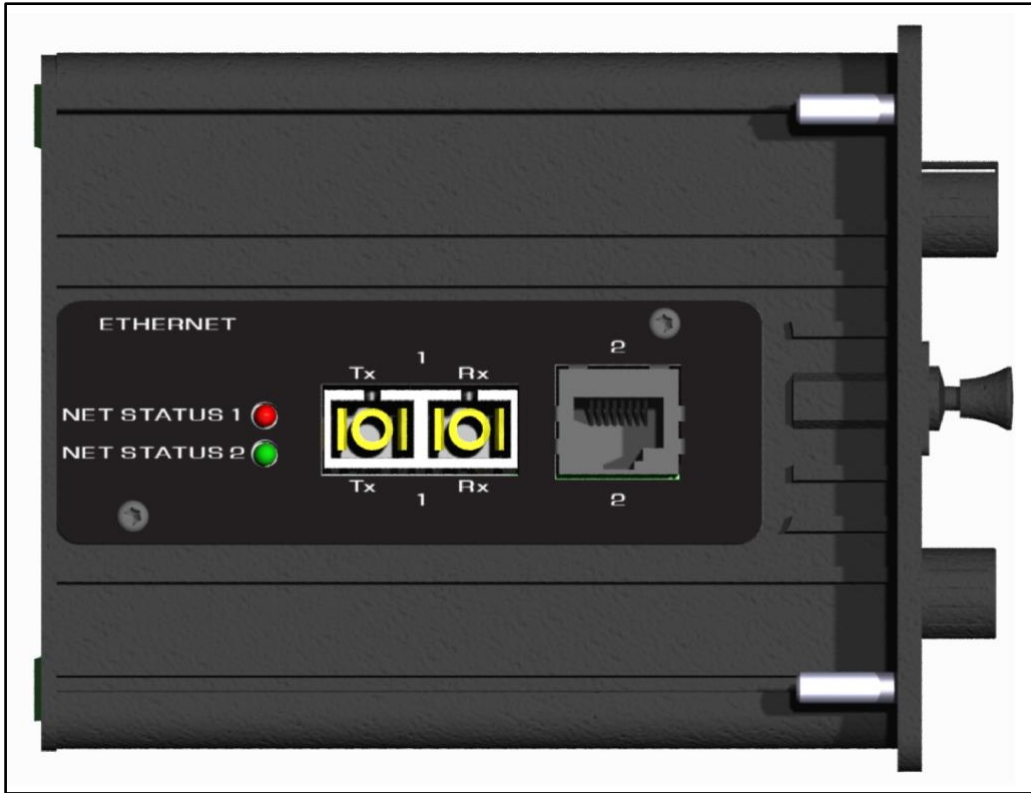 ETHERNET
1
2
Tx Rx
NET STATUS 1
NET STATUS 2
Tx Rx
1
2